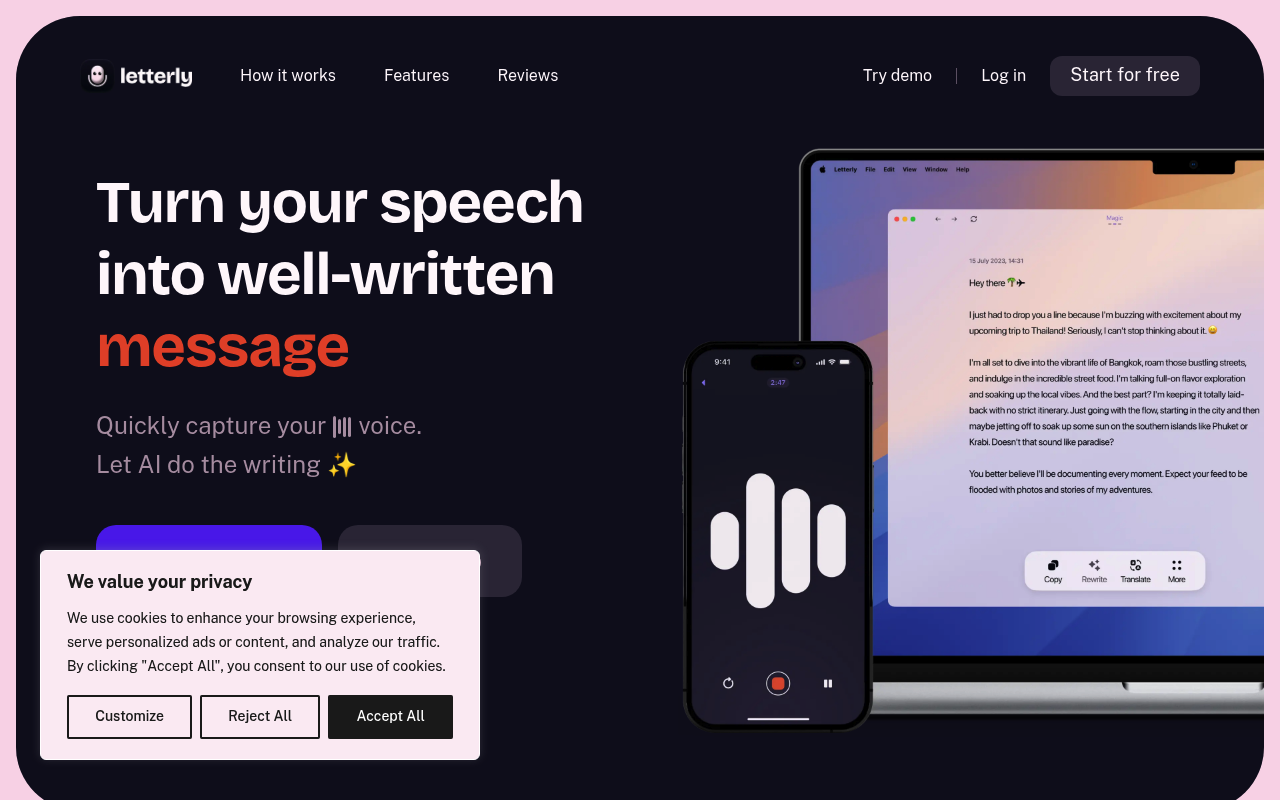 letterly
How it works
Features
Reviews
Try demo
Log in
Start for free
Turn your speech
into well-written
message
Quickly capture your voice.
Let AI do the writing ✨
We value your privacy
We use cookies to enhance your browsing experience,
serve personalized ads or content, and analyze our traffic.
By clicking "Accept All", you consent to our use of cookies.
Customize
Reject All
Accept All
9:41
2:47
Letterly File Edit View Window Help
Magic
15 July 2023, 14:31
Hey there 🌴✈
I just had to drop you a line because I'm buzzing with excitement about my
upcoming trip to Thailand! Seriously, I can't stop thinking about it. 😀
I'm all set to dive into the vibrant life of Bangkok, roam those bustling streets,
and indulge in the incredible street food. I'm talking full-on flavor exploration
and soaking up the local vibes. And the best part? I'm keeping it totally laid-
back with no strict itinerary. Just going with the flow, starting in the city and then
maybe jetting off to soak up some sun on the southern islands like Phuket or
Krabi. Doesn't that sound like paradise?
You better believe I'll be documenting every moment. Expect your feed to be
flooded with photos and stories of my adventures.
Copy
Rewrite
Translate
More